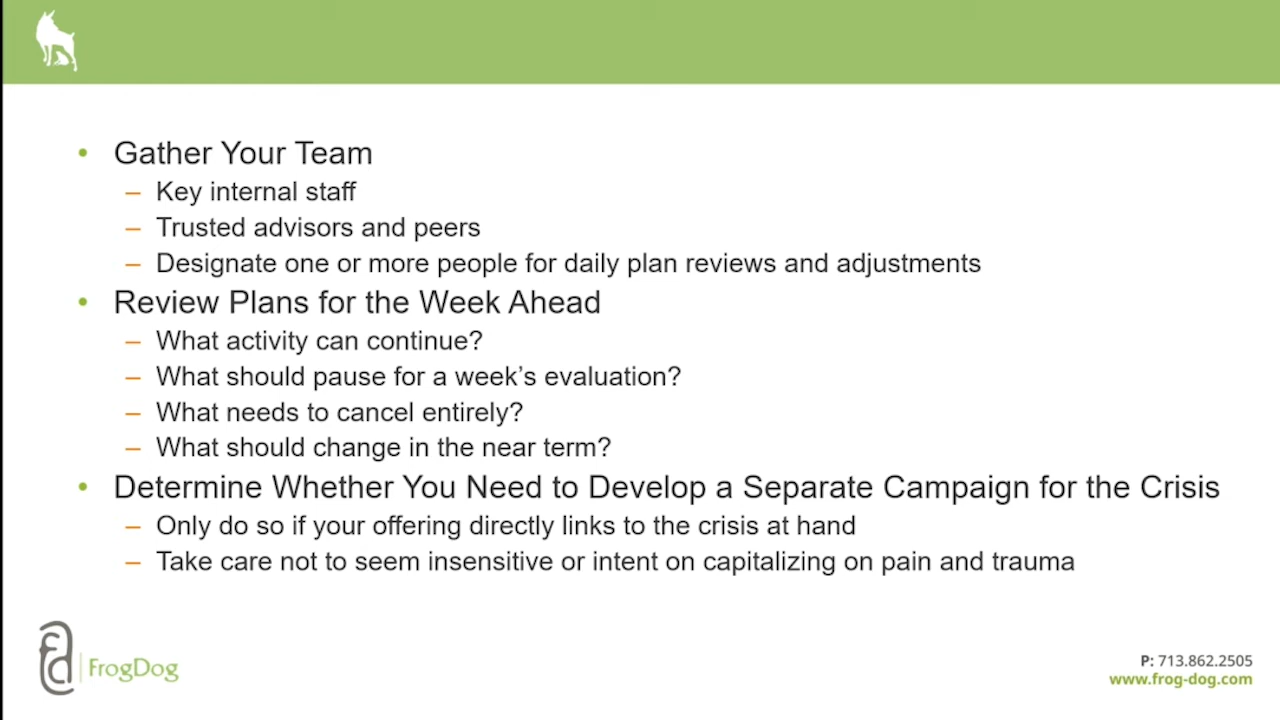 • Gather Your Team
– Key internal staff
– Trusted advisors and peers
– Designate one or more people for daily plan reviews and adjustments
• Review Plans for the Week Ahead
– What activity can continue?
– What should pause for a week’s evaluation?
– What needs to cancel entirely?
– What should change in the near term?
• Determine Whether You Need to Develop a Separate Campaign for the Crisis
– Only do so if your offering directly links to the crisis at hand
– Take care not to seem insensitive or intent on capitalizing on pain and trauma
fd FrogDog
P: 713.862.2505
www.frog-dog.com